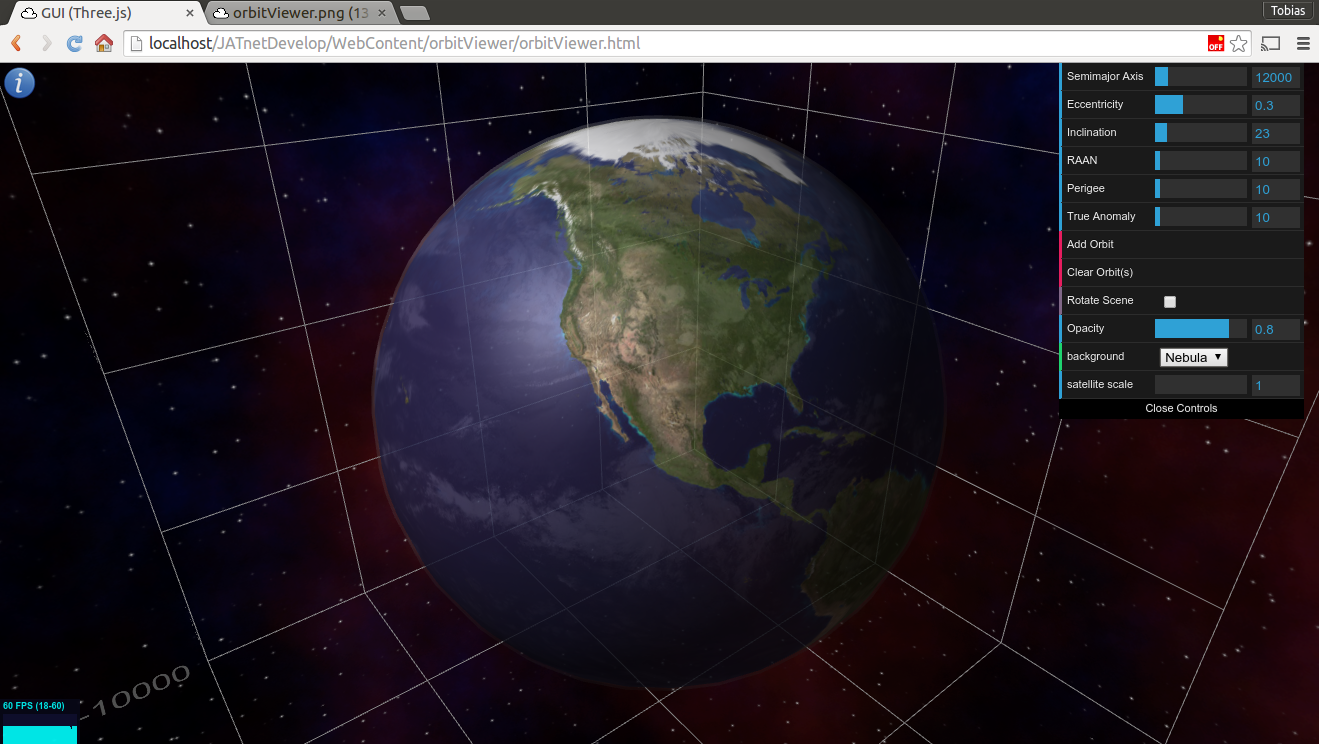 GUI (Three.js) × orbitViewer.png (13 × Tobias
localhost/JATnetDevelop/WebContent/orbitViewer/orbitViewer.html OFF
i
Semimajor Axis 12000
Eccentricity 0.3
Inclination 23
RAAN 10
Perigee 10
True Anomaly 10
Add Orbit
Clear Orbit(s)
Rotate Scene
Opacity 0.8
background Nebula ▼
satellite scale 1
Close Controls
-10000
60 FPS (18-60)